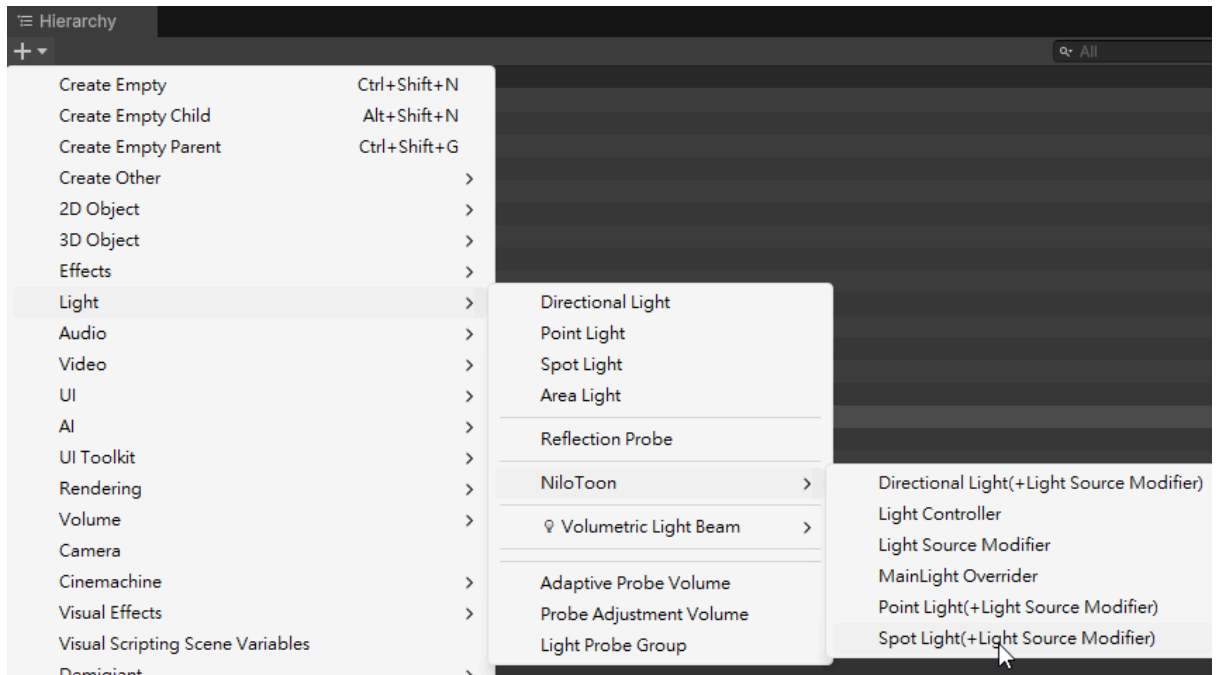 Hierarchy
All
Create Empty Ctrl+Shift+N
Create Empty Child Alt+Shift+N
Create Empty Parent Ctrl+Shift+G
Create Other
2D Object
3D Object
Effects
Light
Audio
Video
UI
AI
UI Toolkit
Rendering
Volume
Camera
Cinemachine
Visual Effects
Visual Scripting Scene Variables
Demigiant
Directional Light
Point Light
Spot Light
Area Light
Reflection Probe
NiloToon
Volumetric Light Beam
Adaptive Probe Volume
Probe Adjustment Volume
Light Probe Group
Directional Light(+Light Source Modifier)
Light Controller
Light Source Modifier
MainLight Overrider
Point Light(+Light Source Modifier)
Spot Light(+Light Source Modifier)